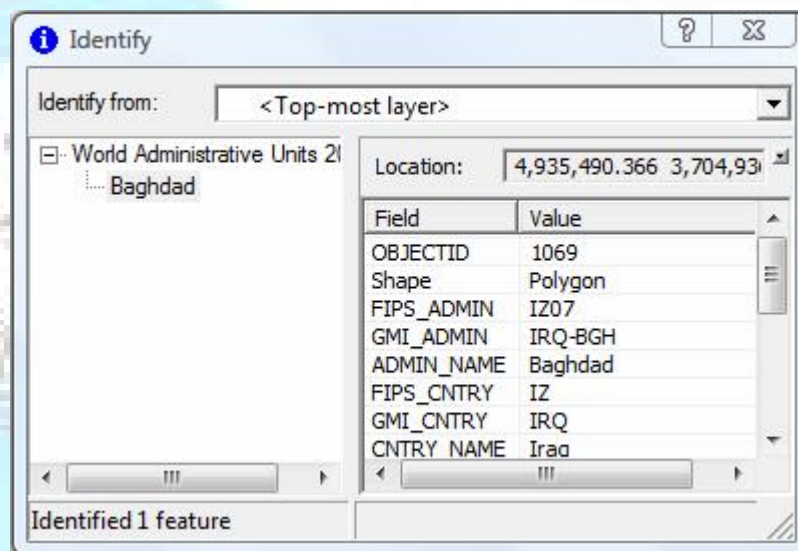 Identify
Identify from: <Top-most layer>
World Administrative Units
Baghdad
Location: 4,935,490.366 3,704,93
Field Value
OBJECTID 1069
Shape Polygon
FIPS_ADMIN IZ07
GMI_ADMIN IRQ-BGH
ADMIN_NAME Baghdad
FIPS_CNTRY IZ
GMI_CNTRY IRQ
CNTRY_NAME Iraq
Identified 1 feature